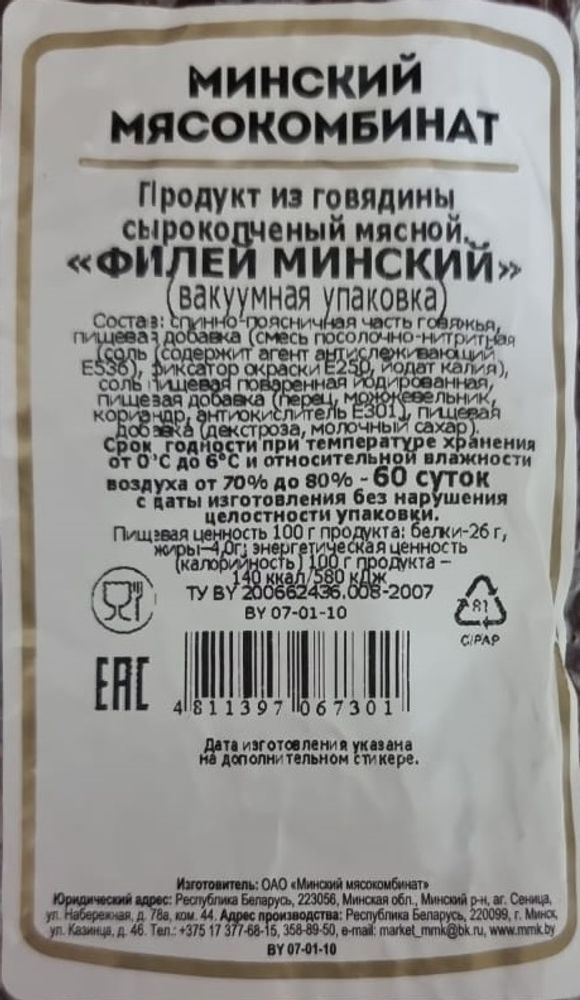 МИНСКИЙ
МЯСОКОМБИНАТ
Продукт из говядины
сырокопченый мясной
«ФИЛЕЙ МИНСКИЙ»
(вакуумная упаковка)
Состав: спинно-поясничная часть говяжья,
пищевая добавка (смесь посолочно-нитритная
(соль (содержит агент антислеживающий
Е536), фиксатор окраски Е250, йодат калия),
соль пищевая поваренная йодированная,
пищевая добавка (перец, можжевельник,
кориандр, антиокислитель Е301), пищевая
добавка (декстроза, молочный сахар).
Срок годности при температуре хранения
от 0°С до 6°С и относительной влажности
воздуха от 70% до 80% - 60 суток
с даты изготовления без нарушения
целостности упаковки.
Пищевая ценность 100 г продукта: белки-26 г,
жиры-4,0г; энергетическая ценность
(калорийность) 100 г продукта –
140 ккал/580 кДж
ТУ BY 200662436.008-2007
BY 07-01-10
81
C/PAP
ЕАС
4 811397 067301
Дата изготовления указана
на дополнительном стикере.
Изготовитель: ОАО «Минский мясокомбинат»
Юридический адрес: Республика Беларусь, 223056, Минская обл., Минский р-н, аг. Сеница,
ул. Набережная, д. 78а, ком. 44. Адрес производства: Республика Беларусь, 220099, г. Минск,
ул. Казинца, д. 46. Тел.: +375 17 377-68-15, 358-89-50, e-mail: market_mmk@bk.ru, www.mmk.by
BY 07-01-10